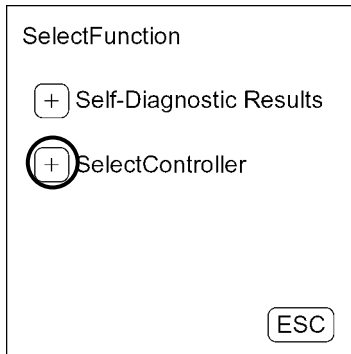 SelectFunction
+ Self-Diagnostic Results
+ SelectController
ESC